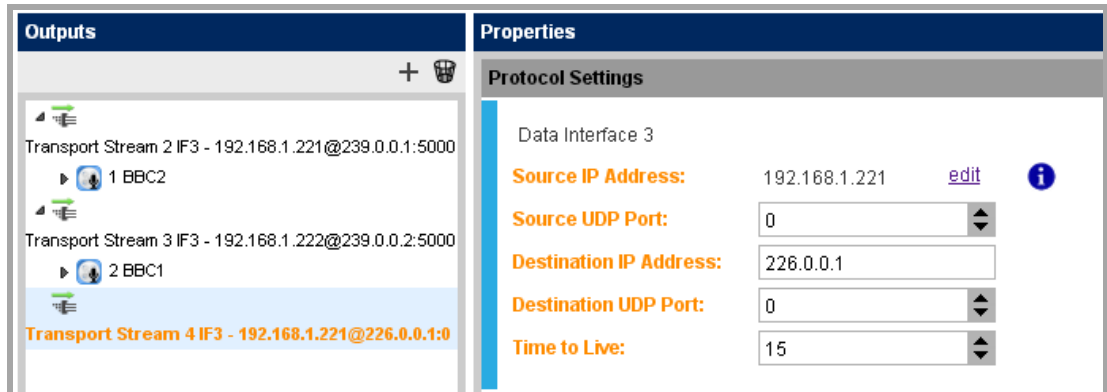 Outputs
Transport Stream 2 IF3 - 192.168.1.221@239.0.0.1:5000
1 BBC2
Transport Stream 3 IF3 - 192.168.1.222@239.0.0.2:5000
2 BBC1
Transport Stream 4 IF3 - 192.168.1.221@226.0.0.1:0
Properties
Protocol Settings
Data Interface 3
Source IP Address: 192.168.1.221 edit
Source UDP Port: 0
Destination IP Address: 226.0.0.1
Destination UDP Port: 0
Time to Live: 15